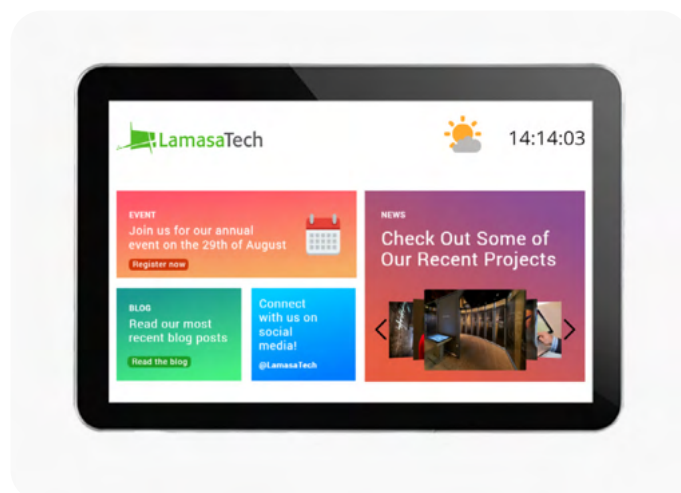 LamasaTech
14:14:03
EVENT
Join us for our annual
event on the 29th of August
Register now
NEWS
Check Out Some of
Our Recent Projects
BLOG
Read our most
recent blog posts
Read the blog
Connect
with us on
social
media!
@LamasaTech